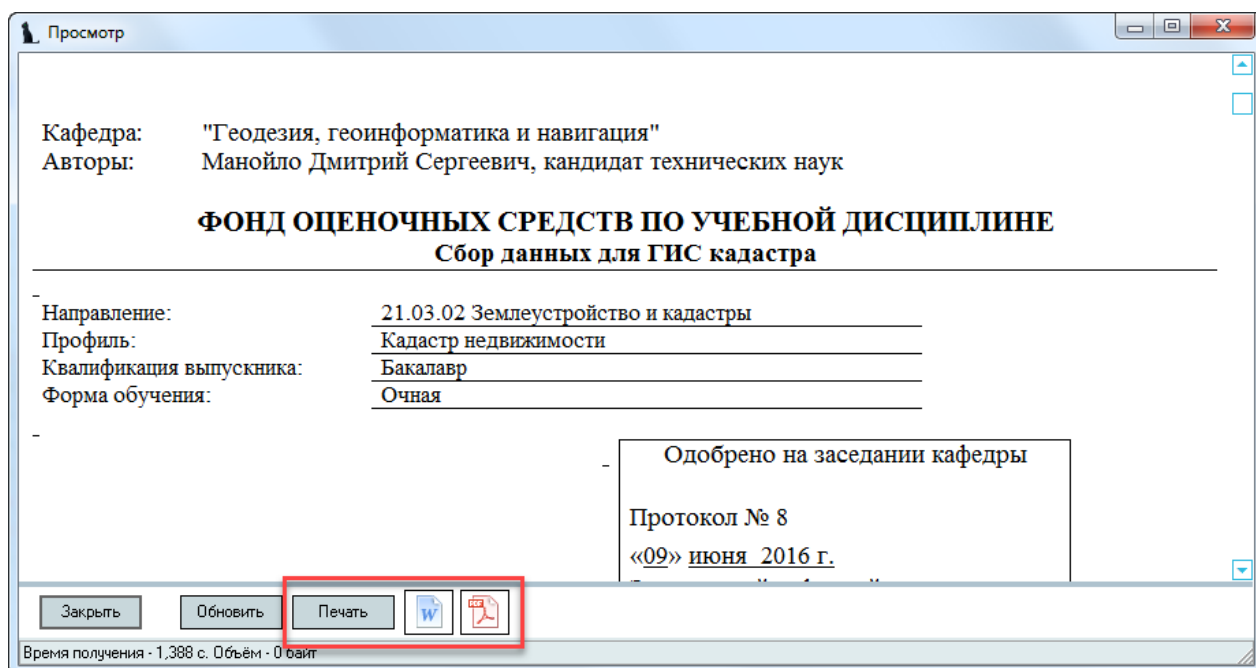 Просмотр
Кафедра: "Геодезия, геоинформатика и навигация"
Авторы: Манойло Дмитрий Сергеевич, кандидат технических наук
ФОНД ОЦЕНОЧНЫХ СРЕДСТВ ПО УЧЕБНОЙ ДИСЦИПЛИНЕ
Сбор данных для ГИС кадастра
Направление: 21.03.02 Землеустройство и кадастры
Профиль: Кадастр недвижимости
Квалификация выпускника: Бакалавр
Форма обучения: Очная
Одобрено на заседании кафедры
Протокол № 8
«09» июня 2016 г.
Закрыть Обновить Печать W PDF
Время получения - 1,388 с. Объём - 0 байт